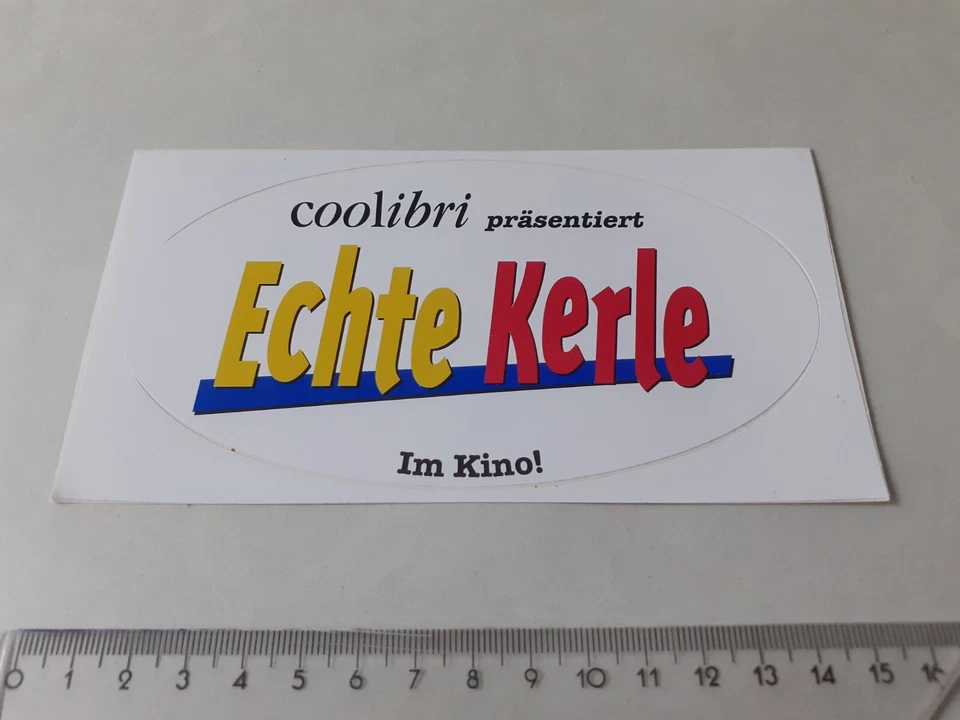 coolibri präsentiert
Echte Kerle
Im Kino!
0 1 2 3 4 5 6 7 8 9 10 11 12 13 14 15 16